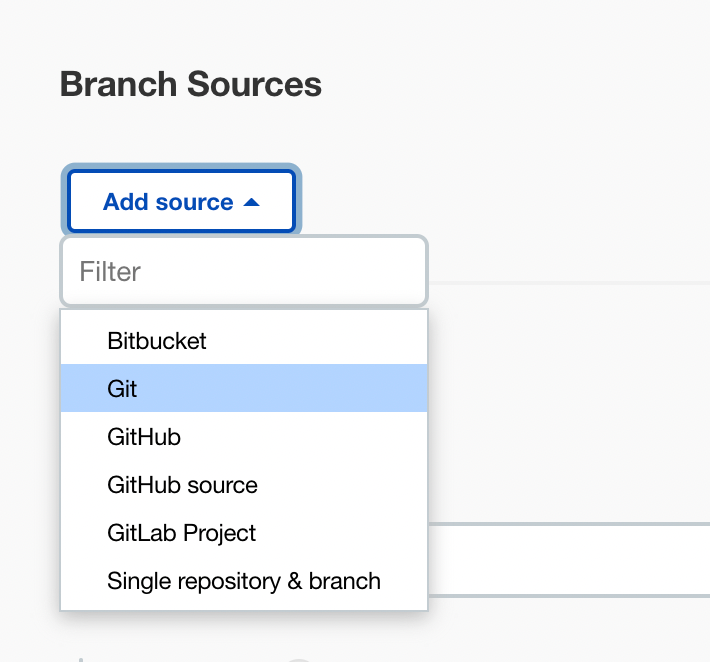 Branch Sources
Add source
Filter
Bitbucket
Git
GitHub
GitHub source
GitLab Project
Single repository & branch